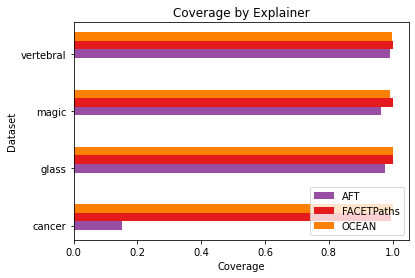 Coverage by Explainer
Dataset
vertebral
magic
glass
cancer
AFT
FACETPaths
OCEAN
0.0 0.2 0.4 0.6 0.8 1.0
Coverage